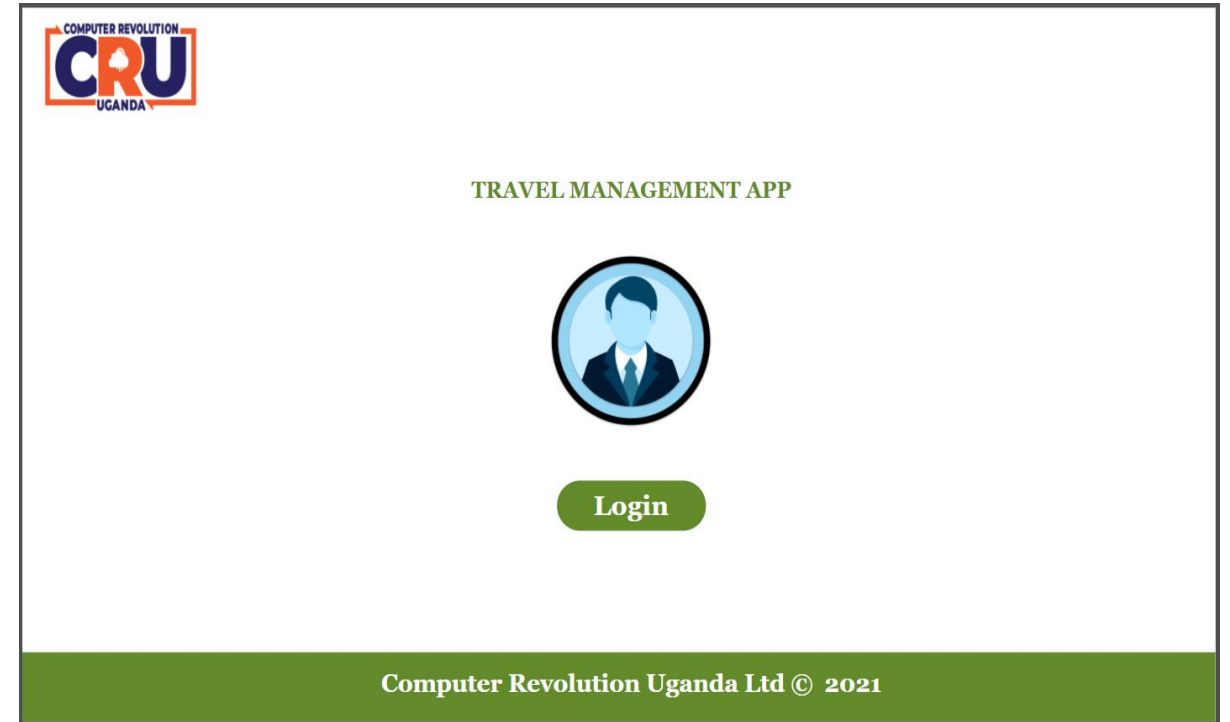 COMPUTER REVOLUTION
CRU
UGANDA
TRAVEL MANAGEMENT APP
Login
Computer Revolution Uganda Ltd © 2021